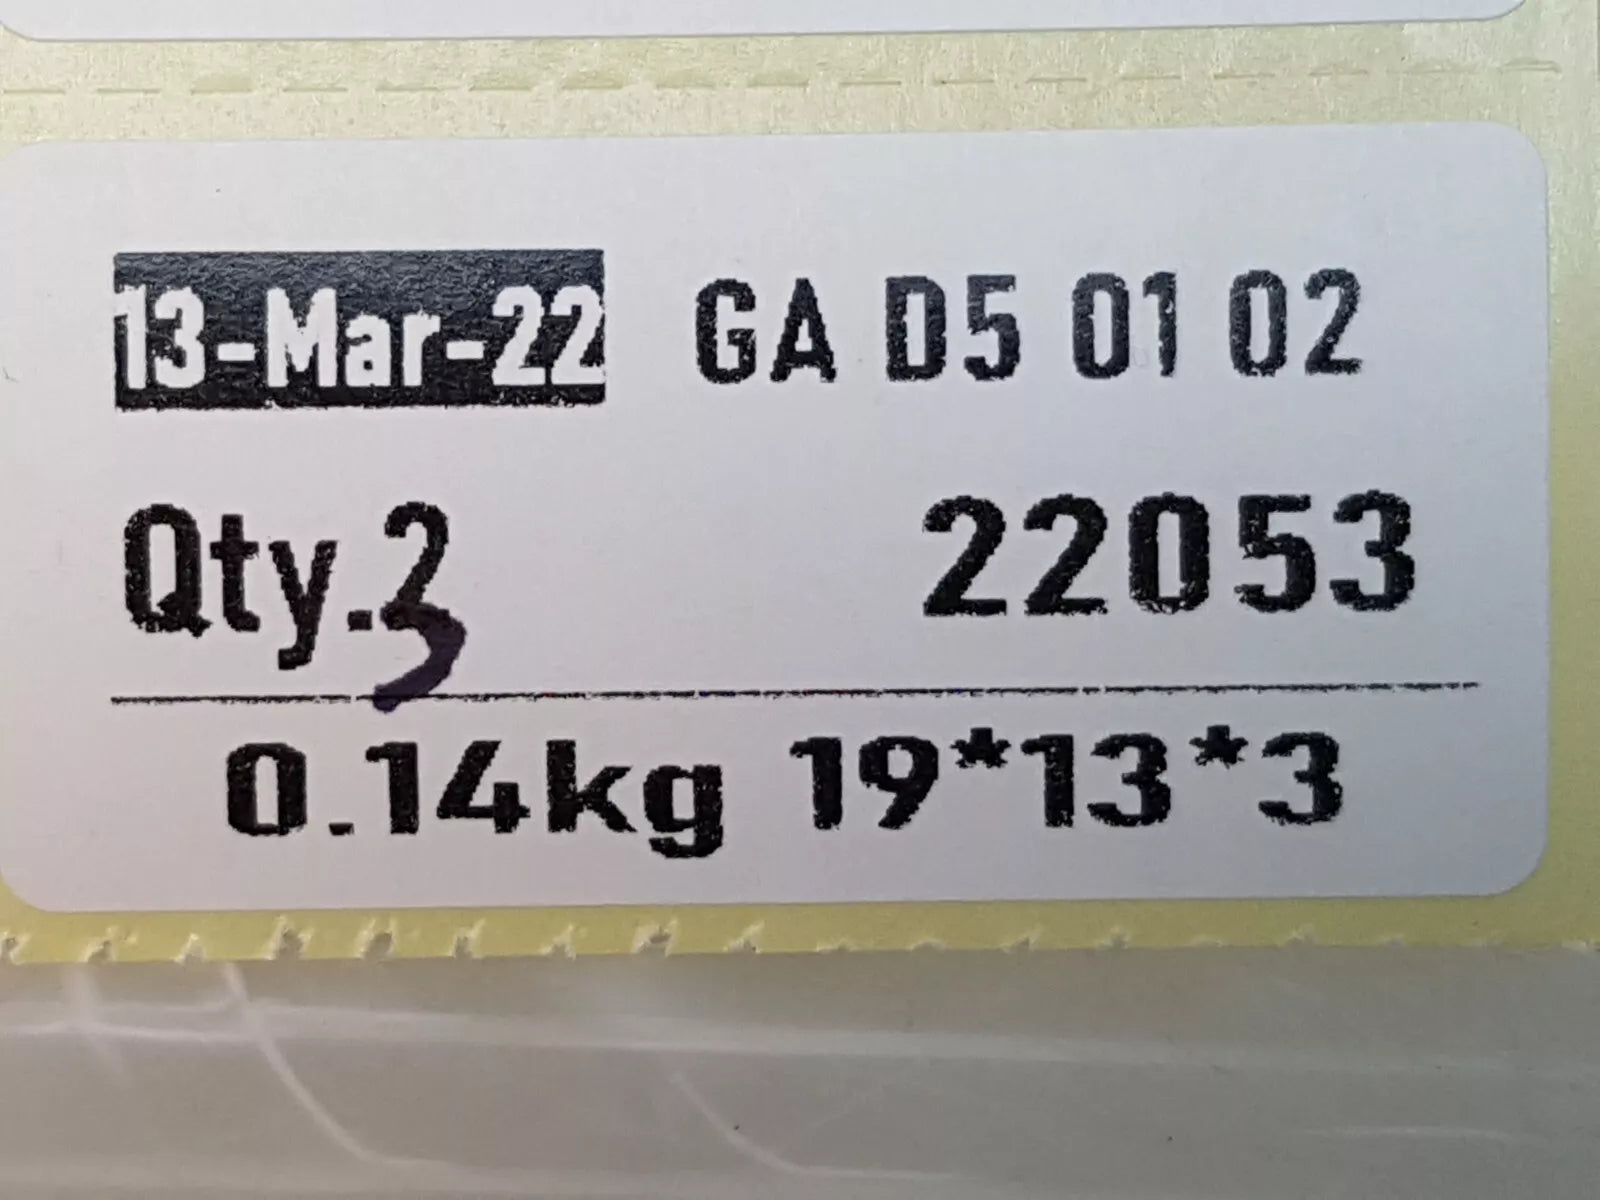 13-Mar-22 GA D5 01 02
Qty.3 22053
0.14kg 19*13*3